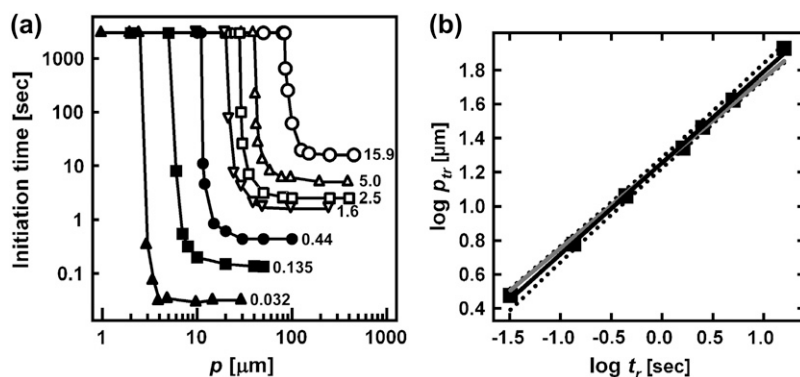 (a)
Initiation time [sec]
1000
100
10
1
0.1
15.9
5.0
2.5
1.6
0.44
0.135
0.032
1 10 100 1000
p [μm]
(b)
log p_tr [μm]
1.8
1.6
1.4
1.2
1.0
0.8
0.6
0.4
-1.5 -1.0 -0.5 0.0 0.5 1.0
log t_r [sec]